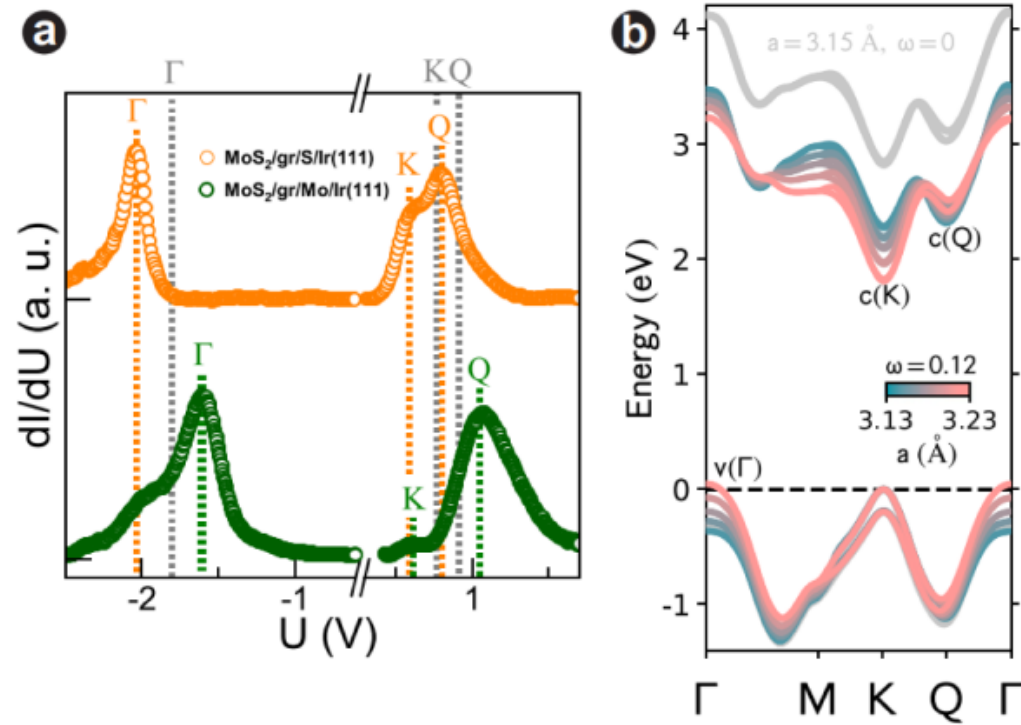 a
Γ
Γ
K Q
K
Q
MoS₂/gr/S/Ir(111)
MoS₂/gr/Mo/Ir(111)
Γ
K
Q
dI/dU (a. u.)
-2
-1
1
U (V)
b
a = 3.15 Å, ω = 0
c(Q)
c(K)
ω = 0.12
3.13
3.23
a (Å)
v(Γ)
Energy (eV)
4
3
2
1
0
-1
Γ
M
K
Q
Γ